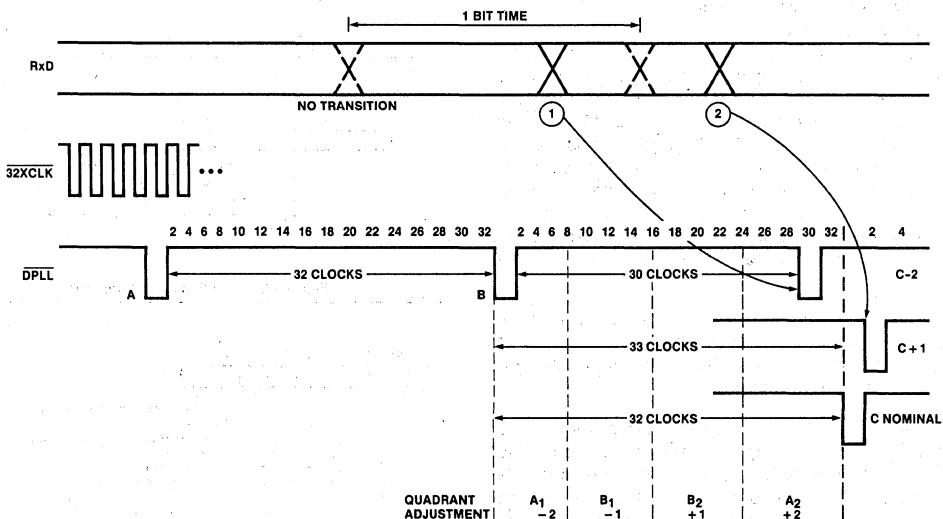 1 BIT TIME
RxD
NO TRANSITION
1
2
32XCLK
2 4 6 8 10 12 14 16 18 20 22 24 26 28 30 32 2 4 6 8 10 12 14 16 18 20 22 24 26 28 30 32 2 4
DPLL
32 CLOCKS
30 CLOCKS
C-2
A
B
33 CLOCKS
C + 1
32 CLOCKS
C NOMINAL
QUADRANT A1 B1 B2 A2
ADJUSTMENT -2 -1 +1 +2